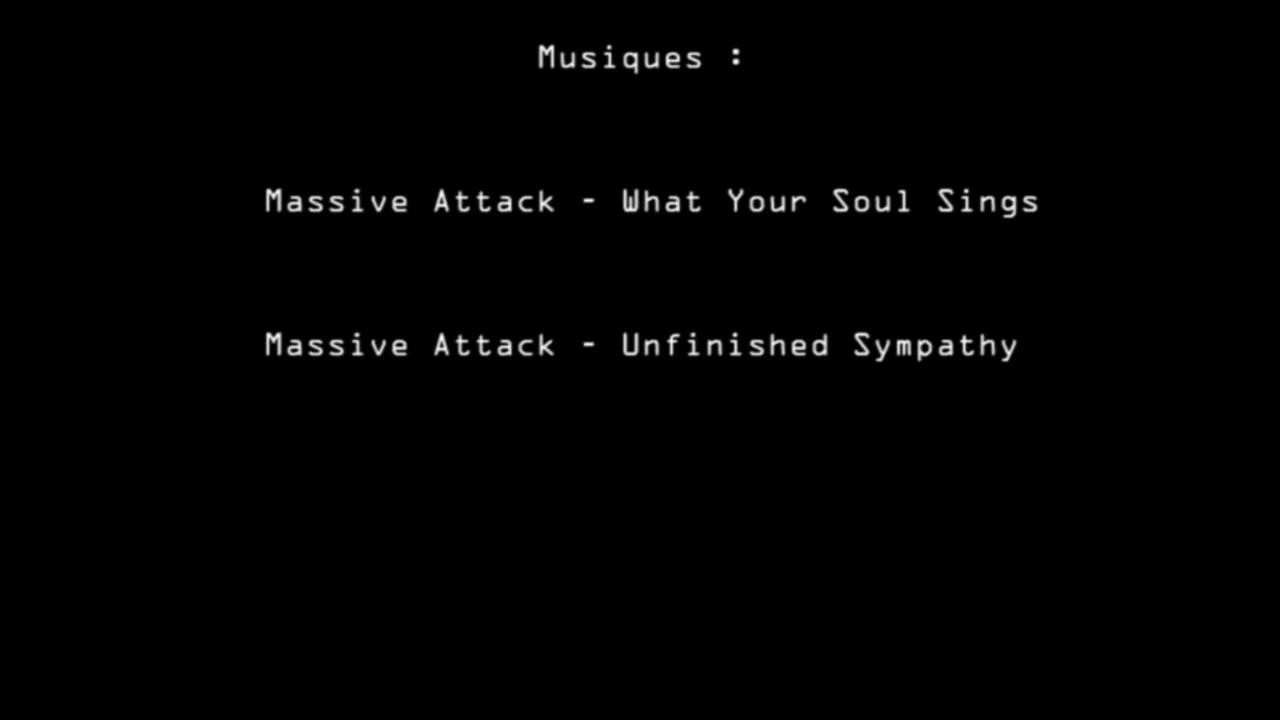 Musiques :
Massive Attack - What Your Soul Sings
Massive Attack - Unfinished Sympathy